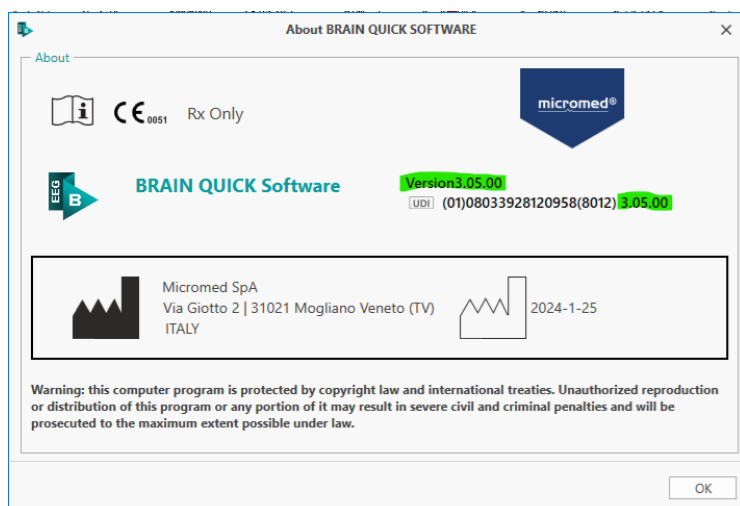 About BRAIN QUICK SOFTWARE
About
i
CE 0051 Rx Only
micromed®
EEG
B
BRAIN QUICK Software
Version3.05.00
UDI (01)08033928120958(8012) 3.05.00
Micromed SpA
Via Giotto 2 | 31021 Mogliano Veneto (TV)
ITALY
2024-1-25
Warning: this computer program is protected by copyright law and international treaties. Unauthorized reproduction
or distribution of this program or any portion of it may result in severe civil and criminal penalties and will be
prosecuted to the maximum extent possible under law.
OK